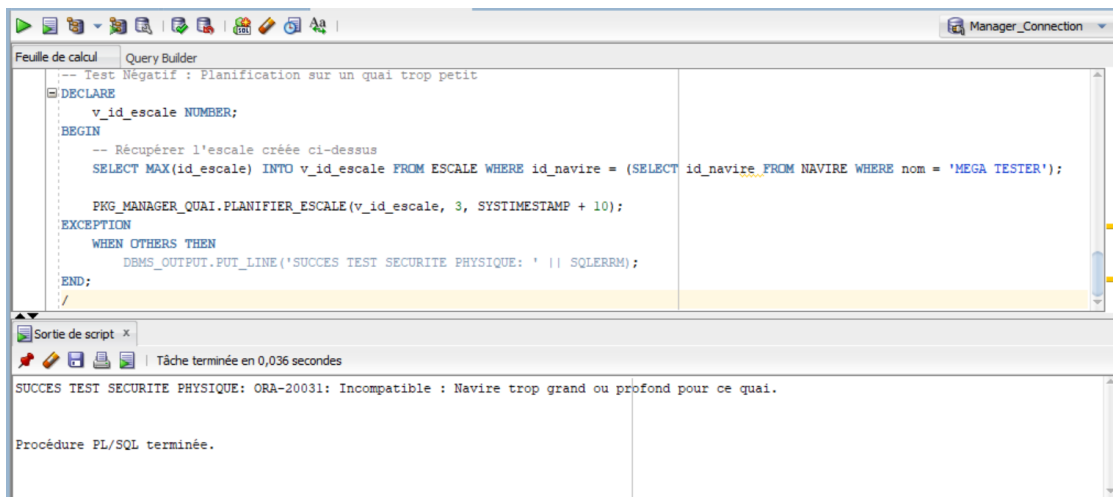 Manager_Connection
Feuille de calcul Query Builder
-- Test Négatif : Planification sur un quai trop petit
DECLARE
v_id_escale NUMBER;
BEGIN
-- Récupérer l'escale créée ci-dessus
SELECT MAX(id_escale) INTO v_id_escale FROM ESCALE WHERE id_navire = (SELECT id_navire FROM NAVIRE WHERE nom = 'MEGA TESTER');
PKG_MANAGER_QUAI.PLANIFIER_ESCALE(v_id_escale, 3, SYSTIMESTAMP + 10);
EXCEPTION
WHEN OTHERS THEN
DBMS_OUTPUT.PUT_LINE('SUCCES TEST SECURITE PHYSIQUE: ' || SQLERRM);
END;
/
Sortie de script x
Tâche terminée en 0,036 secondes
SUCCES TEST SECURITE PHYSIQUE: ORA-20031: Incompatible : Navire trop grand ou profond pour ce quai.
Procédure PL/SQL terminée.